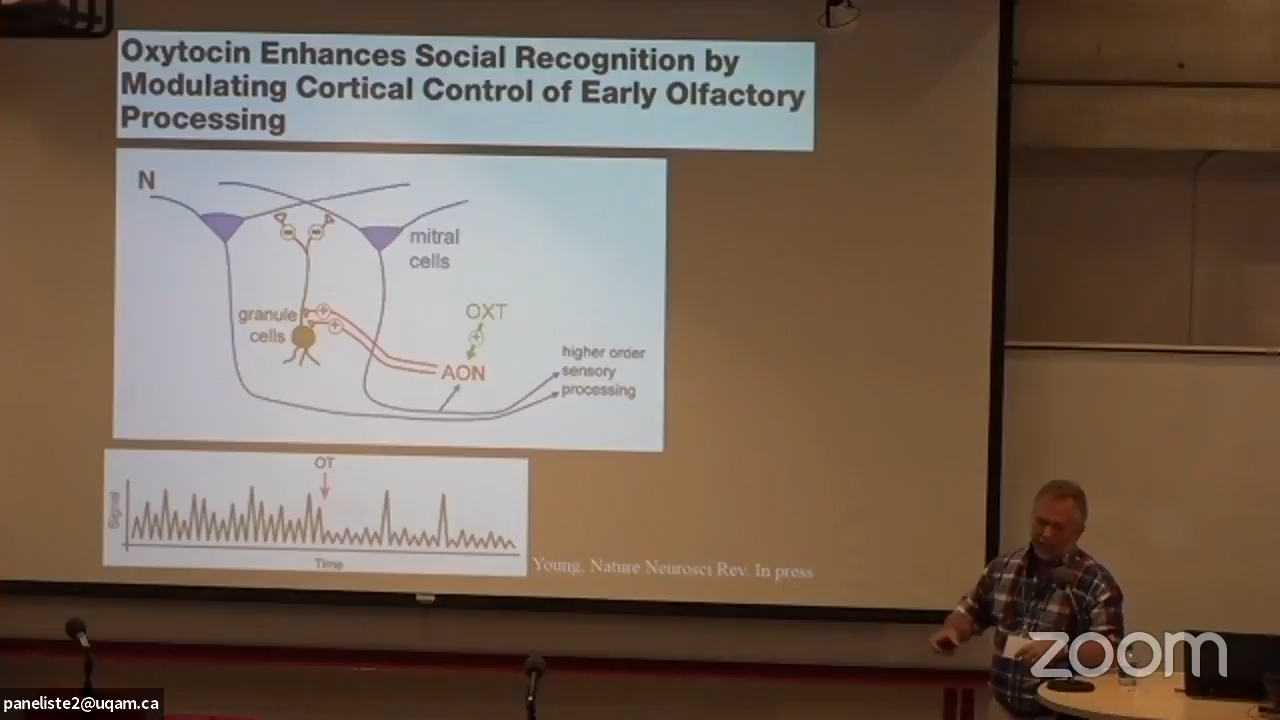 Oxytocin Enhances Social Recognition by
Modulating Cortical Control of Early Olfactory
Processing
N
mitral
cells
granule
cells
OXT
AON
higher order
sensory
processing
OT
Signal
Time
Young, Nature Neurosci Rev. In press
zoom
paneliste2@uqam.ca